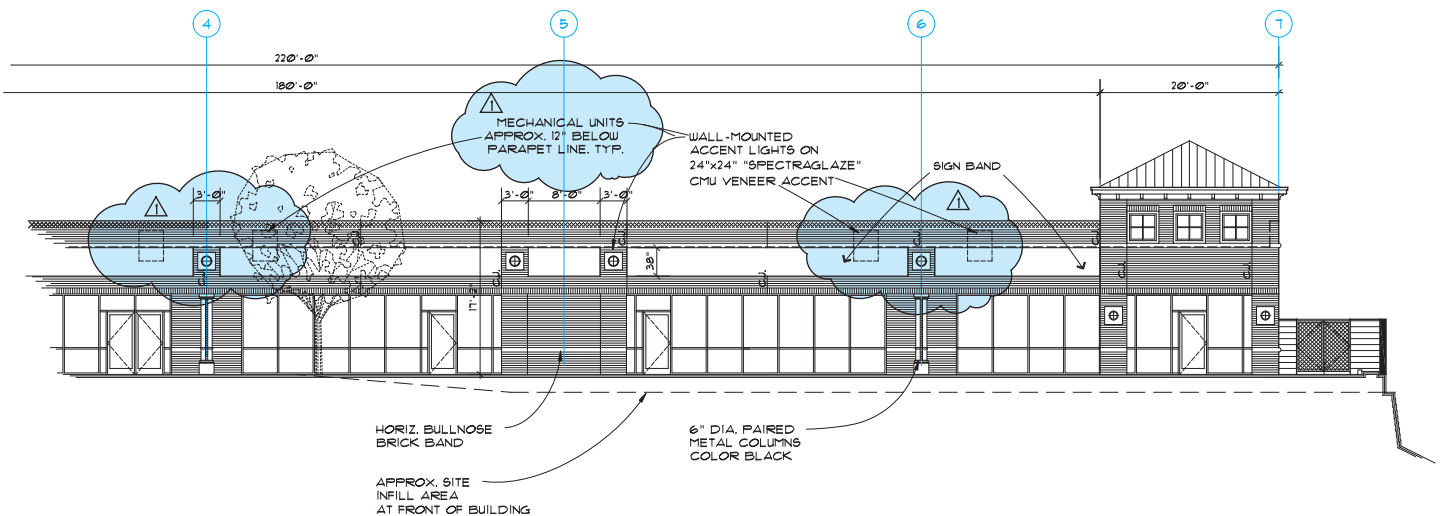 4
5
6
7
220'-0"
180'-0"
20'-0"
1
MECHANICAL UNITS
APPROX. 12" BELOW
PARAPET LINE. TYP.
WALL-MOUNTED
ACCENT LIGHTS ON
24"x24" "SPECTRAGLAZE"
CMU VENEER ACCENT
SIGN BAND
1
3'-0"
3'-0"
8'-0"
3'-0"
1
C.J.
C.J.
C.J.
C.J.
C.J.
C.J.
C.J.
C.J.
C.J.
38"
17'-2"
HORIZ. BULLNOSE
BRICK BAND
6" DIA. PAIRED
METAL COLUMNS
COLOR BLACK
APPROX. SITE
INFILL AREA
AT FRONT OF BUILDING